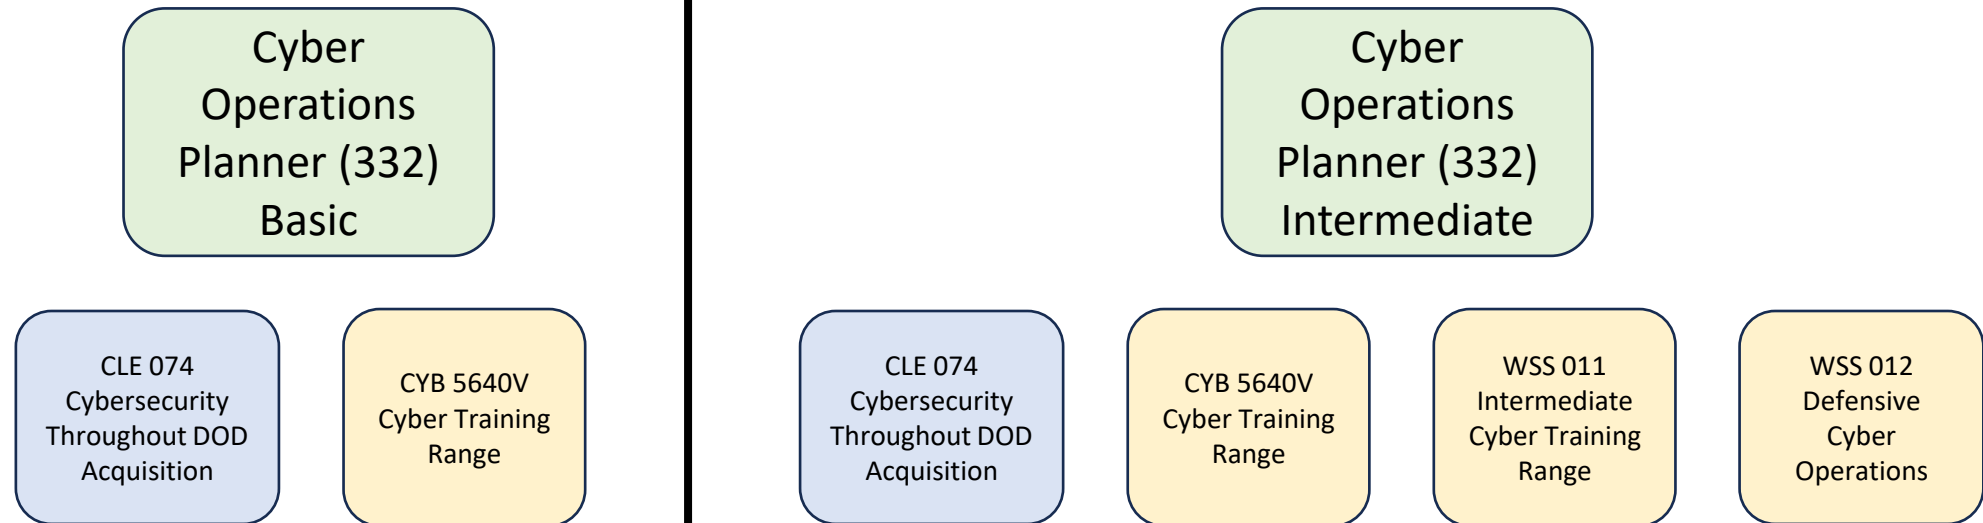 Cyber
Operations
Planner (332)
Basic
CLE 074
Cybersecurity
Throughout DOD
Acquisition
CYB 5640V
Cyber Training
Range
Cyber
Operations
Planner (332)
Intermediate
CLE 074
Cybersecurity
Throughout DOD
Acquisition
CYB 5640V
Cyber Training
Range
WSS 011
Intermediate
Cyber Training
Range
WSS 012
Defensive
Cyber
Operations